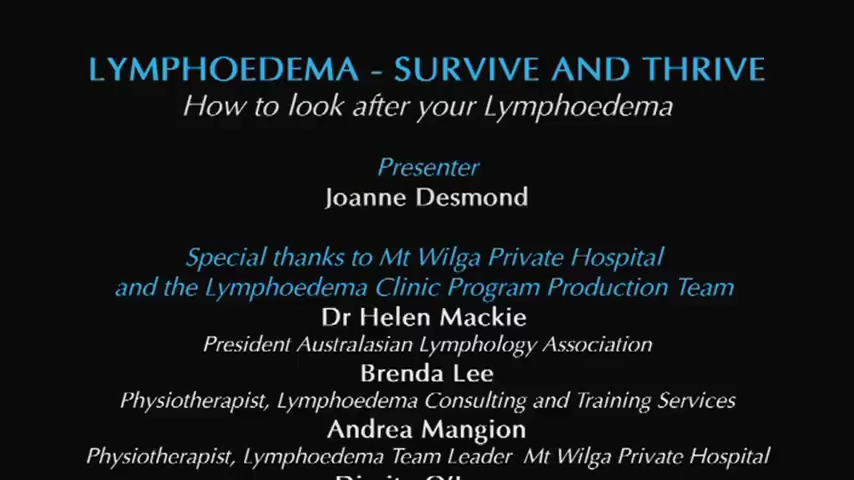 LYMPHOEDEMA - SURVIVE AND THRIVE
How to look after your Lymphoedema
Presenter
Joanne Desmond
Special thanks to Mt Wilga Private Hospital
and the Lymphoedema Clinic Program Production Team
Dr Helen Mackie
President Australasian Lymphology Association
Brenda Lee
Physiotherapist, Lymphoedema Consulting and Training Services
Andrea Mangion
Physiotherapist, Lymphoedema Team Leader Mt Wilga Private Hospital